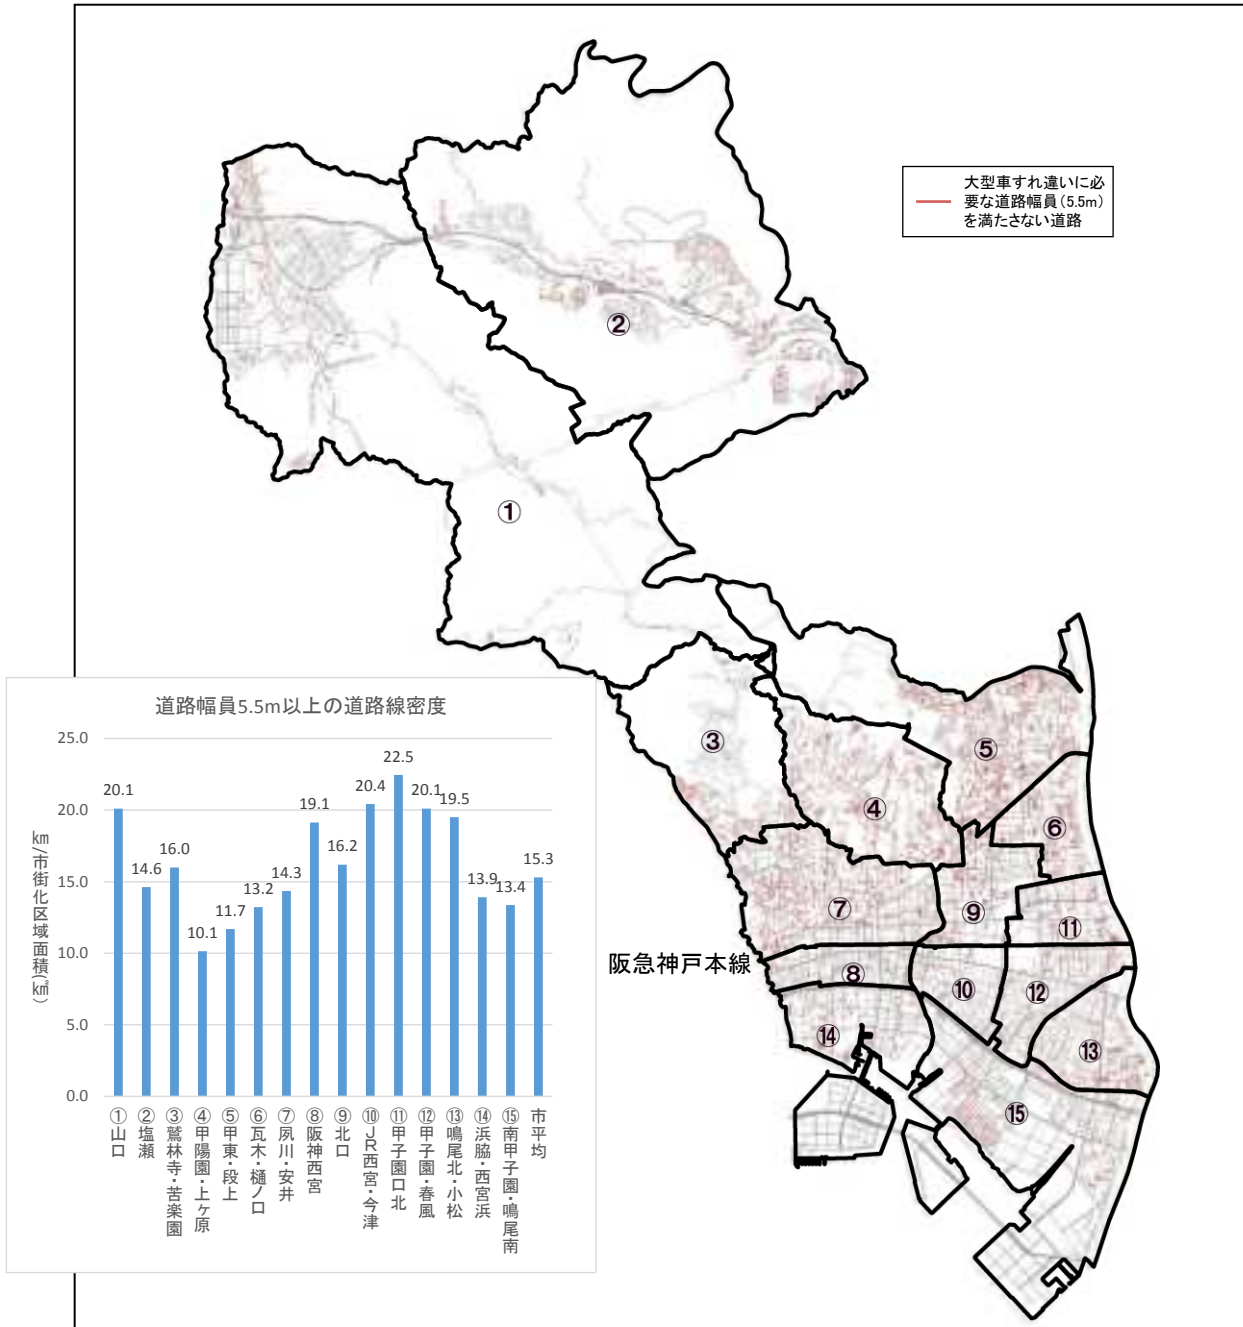 大型車すれ違いに必
要な道路幅員（5.5m）
を満たさない道路
②
①
③
⑤
④
⑥
⑦
⑨
⑪
阪急神戸本線
⑧
⑩
⑫
⑭
⑬
⑮
道路幅員5.5m以上の道路線密度
25.0
20.0
15.0
10.0
5.0
0.0
㎞/市街化区域面積(㎢)
20.1
14.6
16.0
10.1
11.7
13.2
14.3
19.1
16.2
20.4
22.5
20.1
19.5
13.9
13.4
15.3
①山口
②塩瀬
③鷲林寺・苦楽園
④甲陽園・上ヶ原
⑤甲東・段上
⑥瓦木・樋ノ口
⑦夙川・安井
⑧阪神西宮
⑨北口
⑩ＪＲ西宮・今津
⑪甲子園口北
⑫甲子園・春風
⑬鳴尾北・小松
⑭浜脇・西宮浜
⑮南甲子園・鳴尾南
市平均